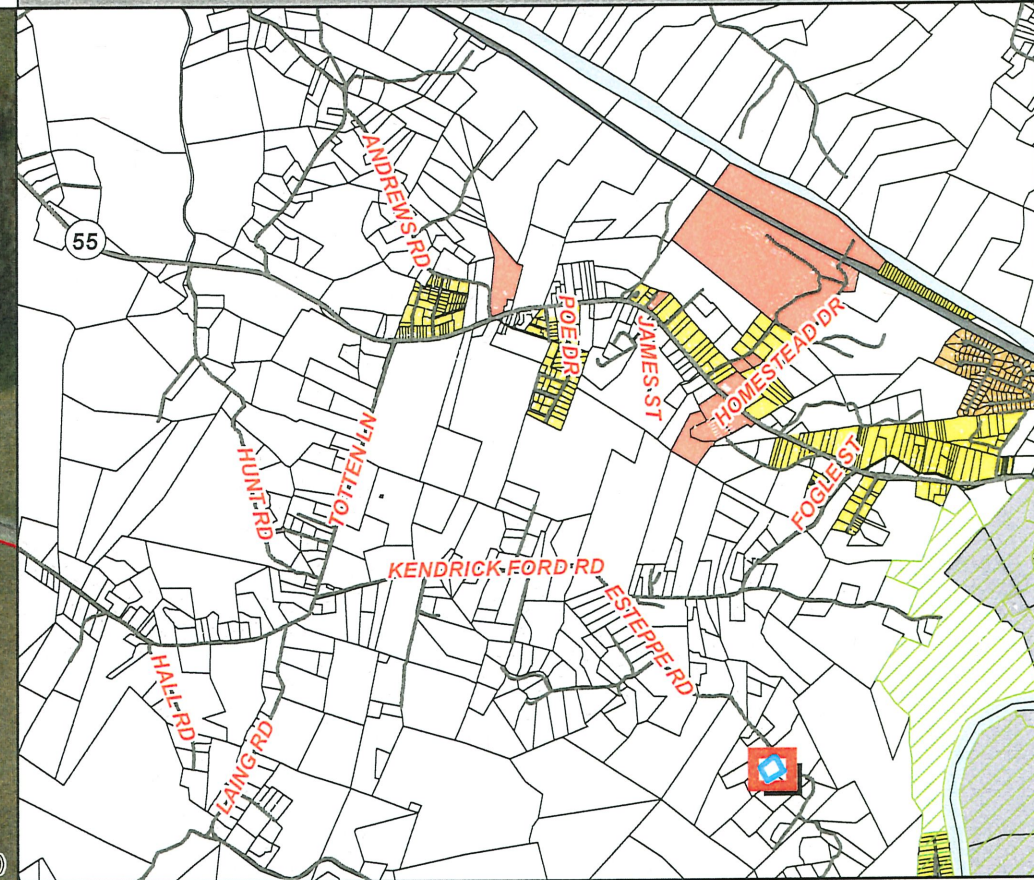 ANDREWS RD
55
POE DR
JAMES ST
HOMESTEAD DR
HUNT RD
TOTTEN LN
FOGLE ST
KENDRICK FORD RD
ESTEPPE RD
HALL RD
LAING RD